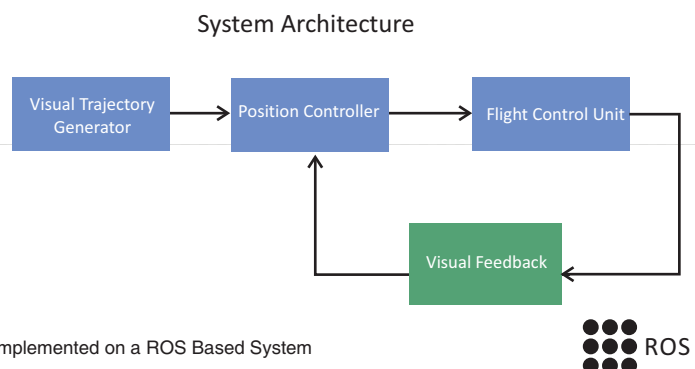 System Architecture
Visual Trajectory
Generator
Position Controller
Flight Control Unit
Visual Feedback
mplemented on a ROS Based System
ROS